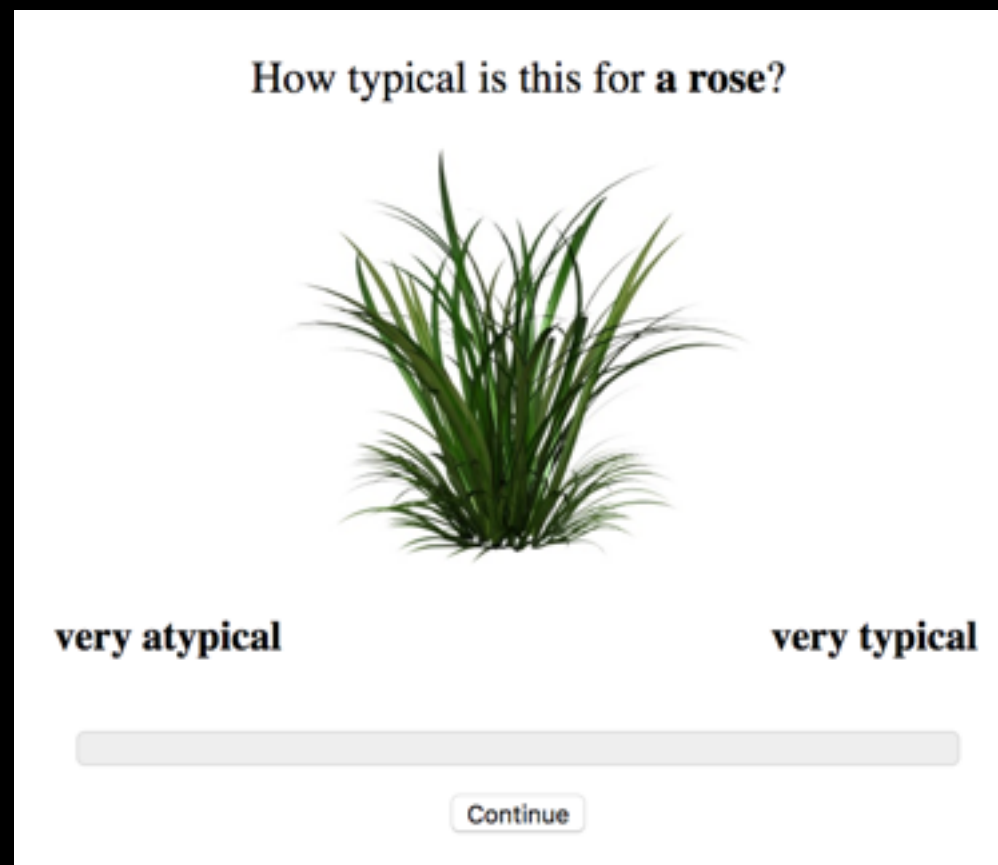 How typical is this for a rose?
very atypical very typical
Continue